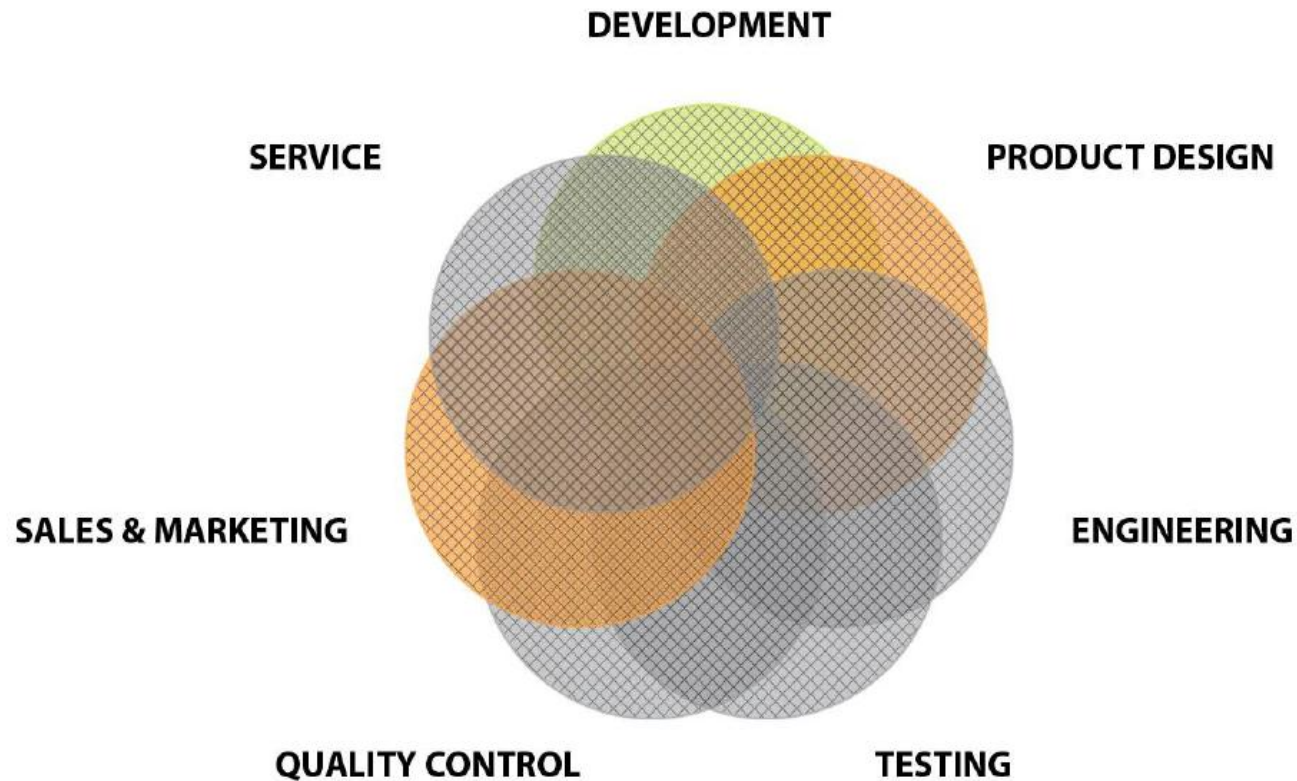 DEVELOPMENT
SERVICE
PRODUCT DESIGN
SALES & MARKETING
ENGINEERING
QUALITY CONTROL
TESTING